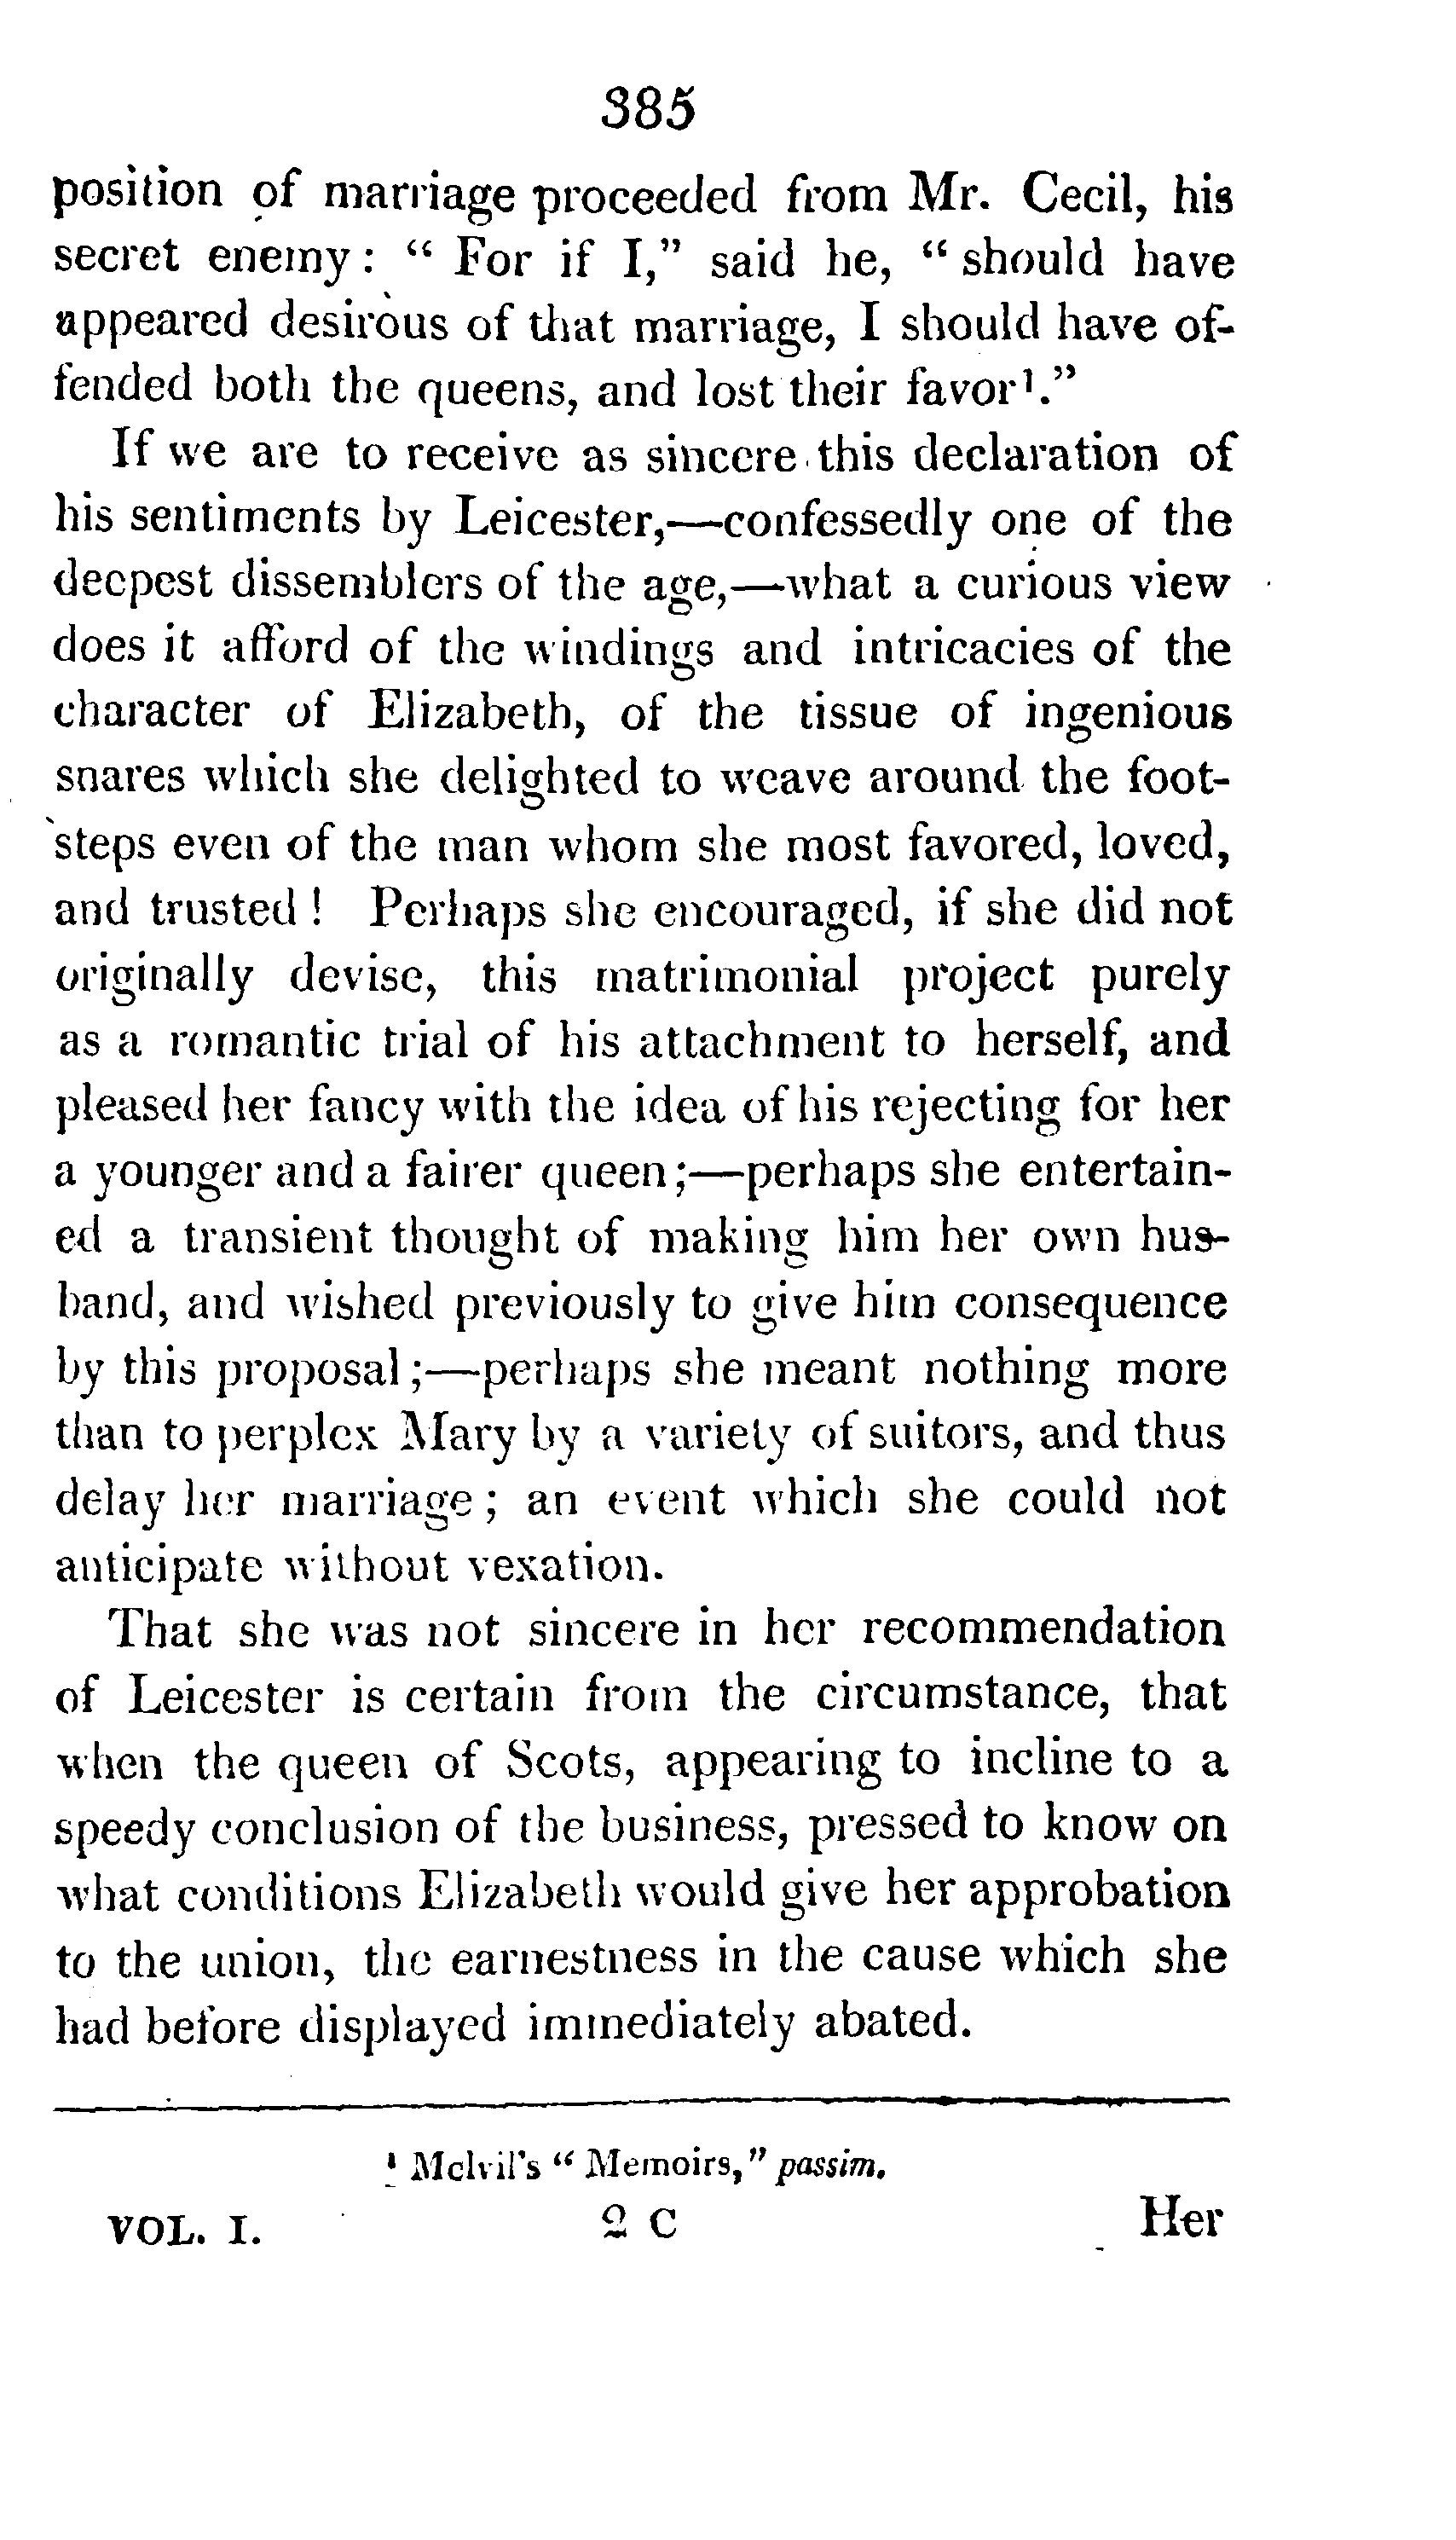 385
position of marriage proceeded from Mr. Cecil, his
secret enemy: “ For if I,” said he, “ should have
appeared desirous of that marriage, I should have of-
fended both the queens, and lost their favor¹.”
If we are to receive as sincere this declaration of
his sentiments by Leicester,—confessedly one of the
deepest dissemblers of the age,—what a curious view
does it afford of the windings and intricacies of the
character of Elizabeth, of the tissue of ingenious
snares which she delighted to weave around the foot-
steps even of the man whom she most favored, loved,
and trusted! Perhaps she encouraged, if she did not
originally devise, this matrimonial project purely
as a romantic trial of his attachment to herself, and
pleased her fancy with the idea of his rejecting for her
a younger and a fairer queen;—perhaps she entertain-
ed a transient thought of making him her own hus-
band, and wished previously to give him consequence
by this proposal;—perhaps she meant nothing more
than to perplex Mary by a variety of suitors, and thus
delay her marriage; an event which she could not
anticipate without vexation.
That she was not sincere in her recommendation
of Leicester is certain from the circumstance, that
when the queen of Scots, appearing to incline to a
speedy conclusion of the business, pressed to know on
what conditions Elizabeth would give her approbation
to the union, the earnestness in the cause which she
had before displayed immediately abated.
¹ Melvil's “ Memoirs,” passim.
VOL. I. 2 C Her